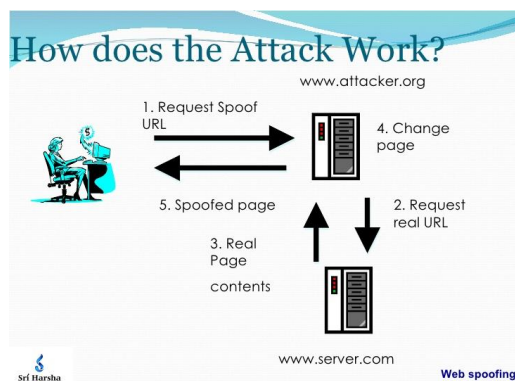 How does the Attack Work?
www.attacker.org
1. Request Spoof
URL
4. Change
page
5. Spoofed page
2. Request
real URL
3. Real
Page
contents
www.server.com
Sri Harsha
Web spoofing